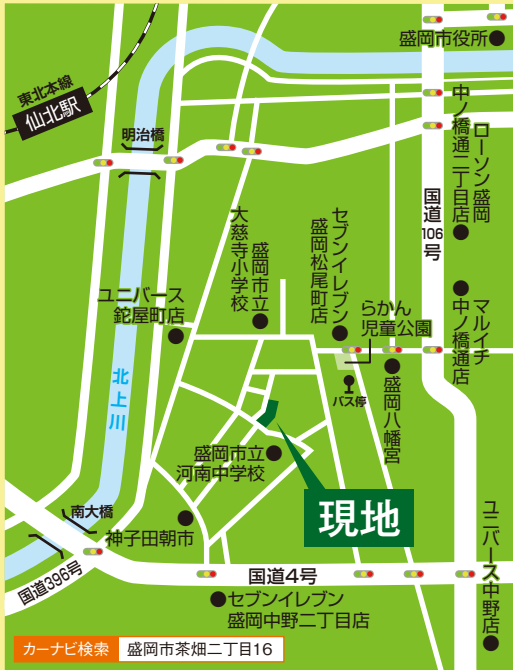 盛岡市役所
東北本線
仙北駅
明治橋
ローソン盛岡
中ノ橋通二丁目店
国道106号
マルイチ
中ノ橋通店
セブンイレブン
盛岡松尾町店
盛岡市立
大慈寺小学校
らかん
児童公園
ユニバース
鉈屋町店
バス停
盛岡八幡宮
北上川
盛岡市立
河南中学校
現地
南大橋
神子田朝市
ユニバース中野店
国道396号
国道4号
セブンイレブン
盛岡中野二丁目店
カーナビ検索 盛岡市茶畑二丁目16